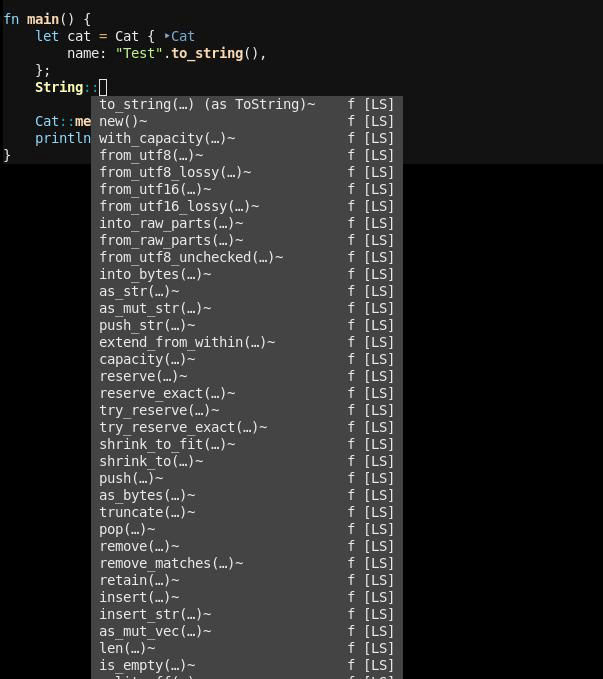 fn main() {
    let cat = Cat { ‣Cat
        name: "Test".to_string(),
    };
    String::
to_string(…) (as ToString)~ f [LS]
Cat::me new()~ f [LS]
println with_capacity(…)~ f [LS]
} from_utf8(…)~ f [LS]
from_utf8_lossy(…)~ f [LS]
from_utf16(…)~ f [LS]
from_utf16_lossy(…)~ f [LS]
into_raw_parts(…)~ f [LS]
from_raw_parts(…)~ f [LS]
from_utf8_unchecked(…)~ f [LS]
into_bytes(…)~ f [LS]
as_str(…)~ f [LS]
as_mut_str(…)~ f [LS]
push_str(…)~ f [LS]
extend_from_within(…)~ f [LS]
capacity(…)~ f [LS]
reserve(…)~ f [LS]
reserve_exact(…)~ f [LS]
try_reserve(…)~ f [LS]
try_reserve_exact(…)~ f [LS]
shrink_to_fit(…)~ f [LS]
shrink_to(…)~ f [LS]
push(…)~ f [LS]
as_bytes(…)~ f [LS]
truncate(…)~ f [LS]
pop(…)~ f [LS]
remove(…)~ f [LS]
remove_matches(…)~ f [LS]
retain(…)~ f [LS]
insert(…)~ f [LS]
insert_str(…)~ f [LS]
as_mut_vec(…)~ f [LS]
len(…)~ f [LS]
is_empty(…)~ f [LS]